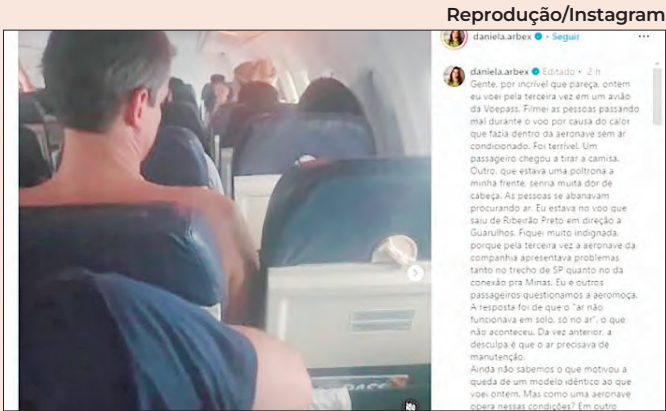 Reprodução/Instagram
daniela.arbex • Seguir
daniela.arbex Editado • 2 h
Gente, por incrível que pareça, ontem
eu voei pela terceira vez em um avião
da Voepass. Filmei as pessoas passando
mal durante o voo por causa do calor
que fazia dentro da aeronave sem ar
condicionado. Foi terrível. Um
passageiro chegou a tirar a camisa.
Outro, que estava uma poltrona a
minha frente, sentia muita dor de
cabeça. As pessoas se abanavam
procurando ar. Eu estava no voo que
saiu de Ribeirão Preto em direção a
Guarulhos. Fiquei muito indignada,
porque pela terceira vez a aeronave da
companhia apresentava problemas
tanto no trecho de SP quanto no da
conexão pra Minas. Eu e outros
passageiros questionamos a aeromoça.
A resposta foi de que o "ar não
funcionava em solo, só no ar", o que
não aconteceu. Da vez anterior, a
desculpa é que o ar precisava de
manutenção.
Ainda não sabemos o que motivou a
queda de um modelo idêntico ao que
voei ontem. Mas como uma aeronave
opera nessas condições? Em outro